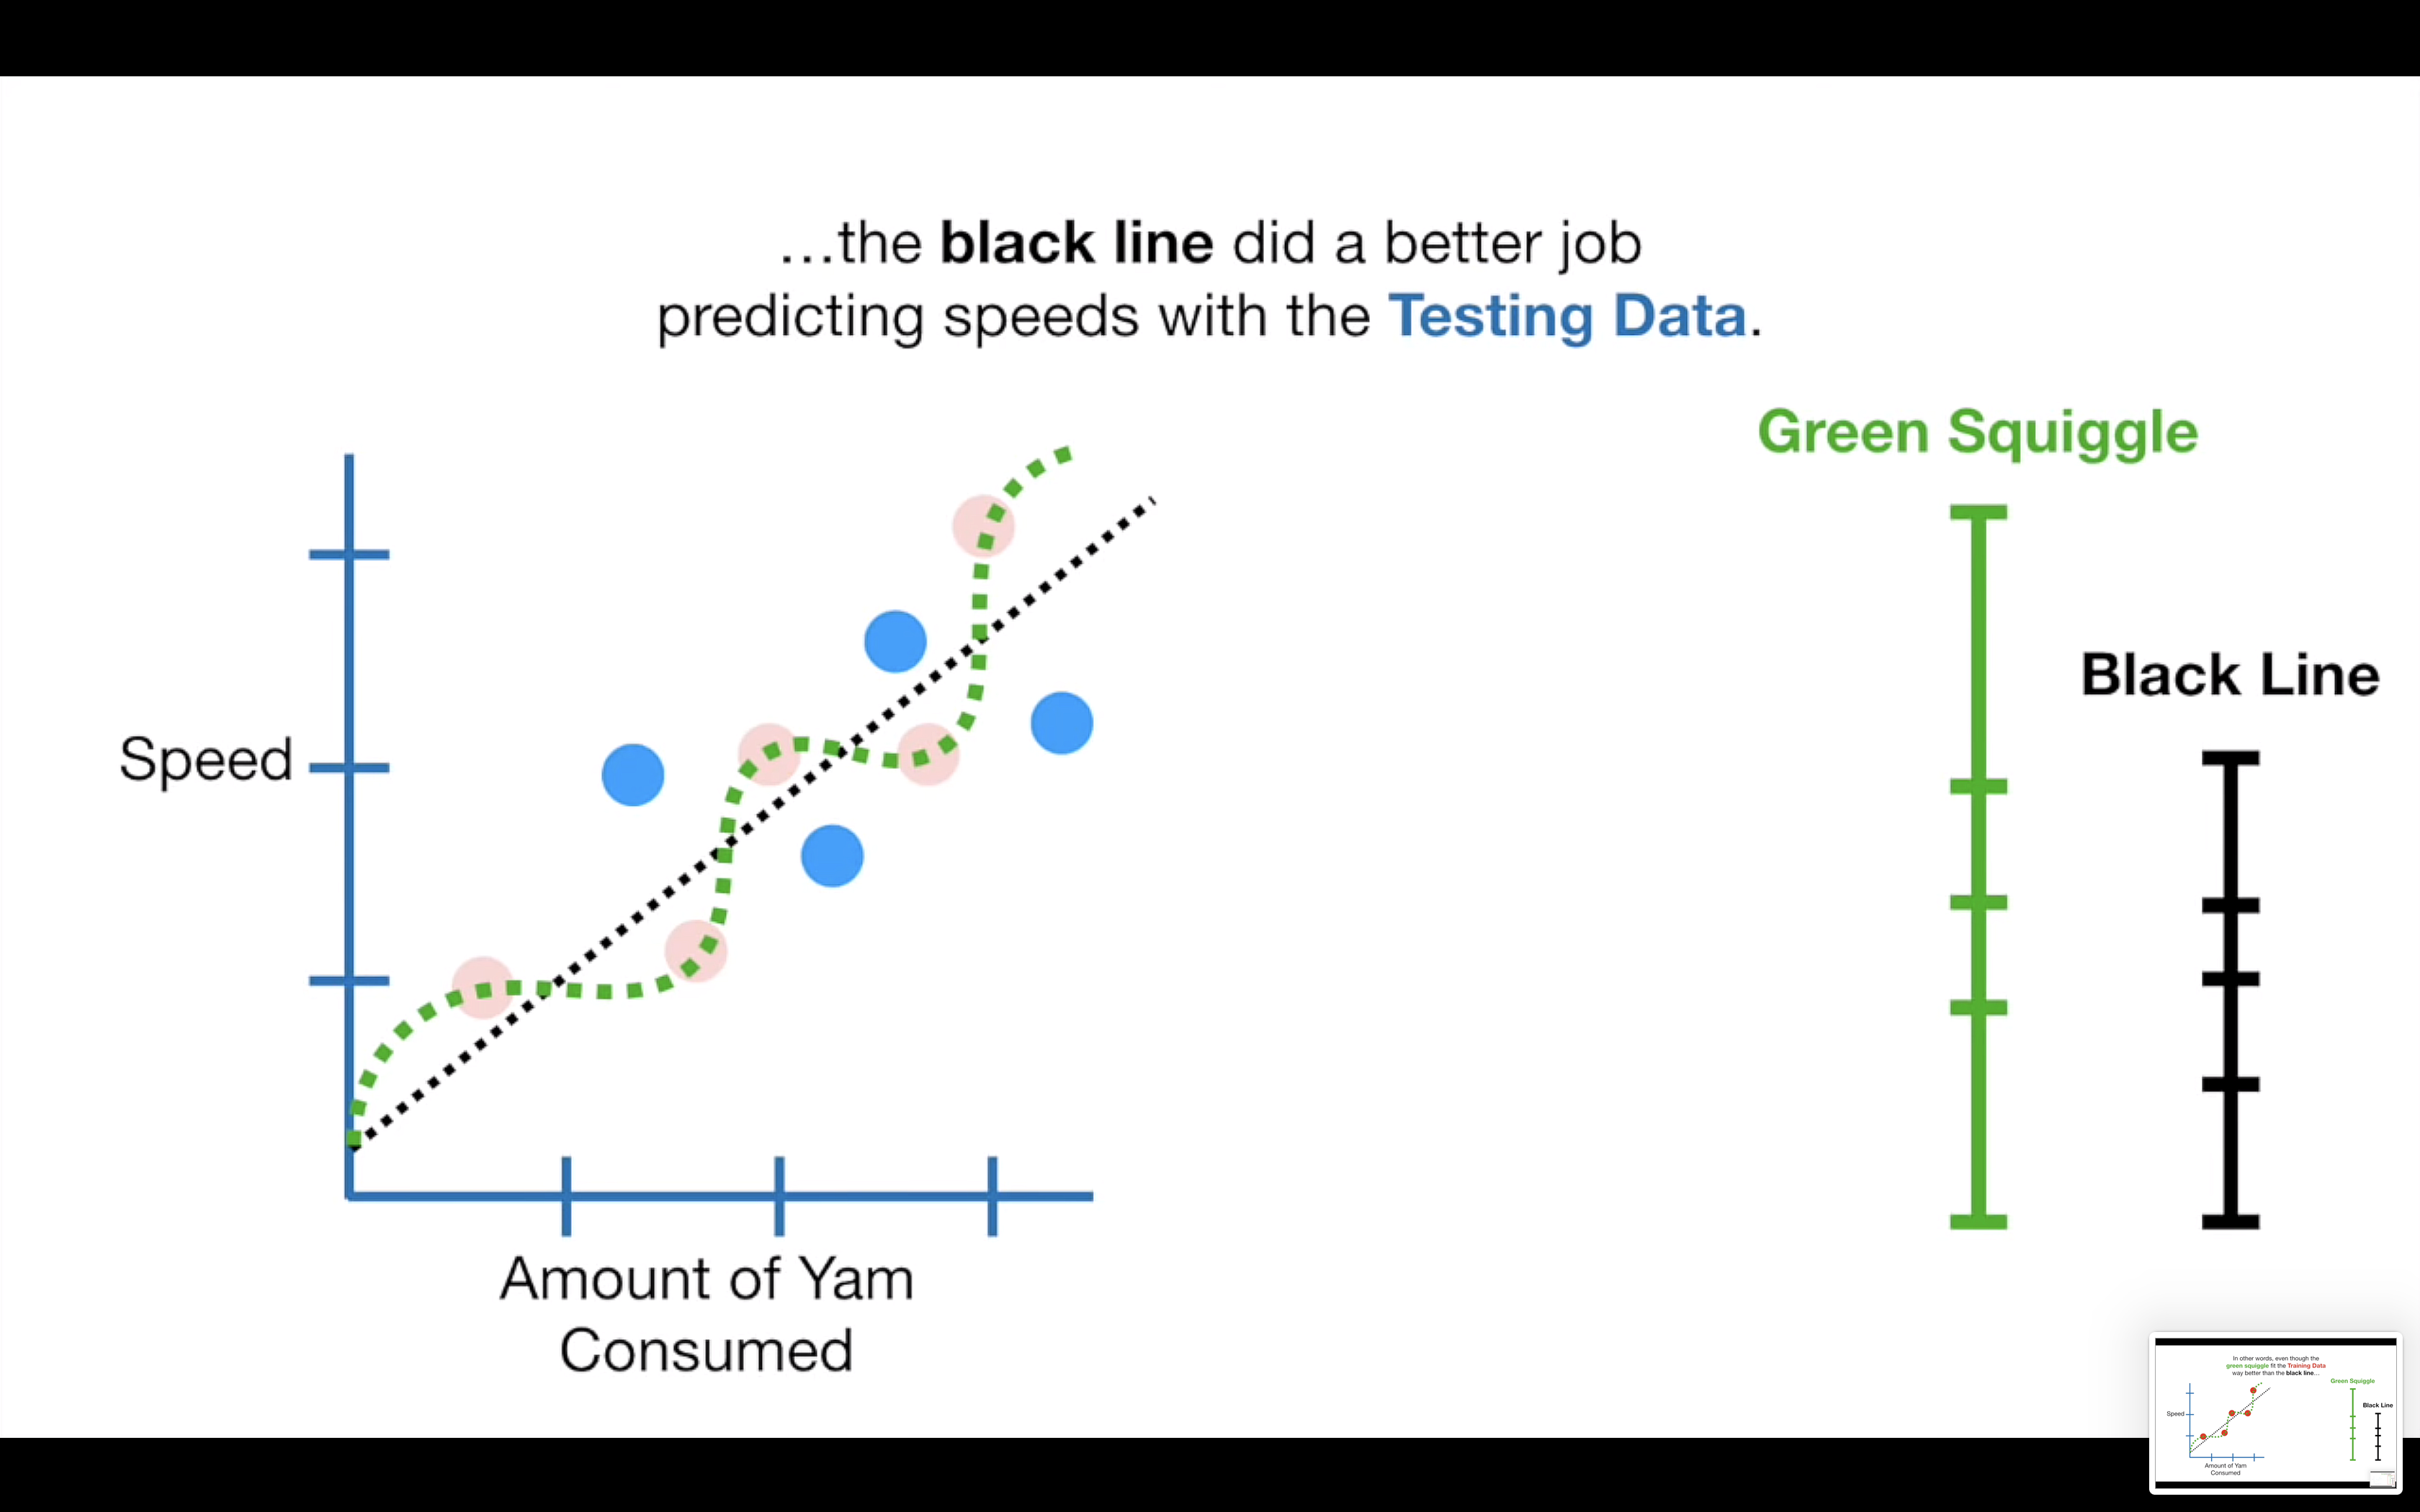 …the black line did a better job
predicting speeds with the Testing Data.
Green Squiggle
Black Line
Speed
Amount of Yam
Consumed
In other words, even though the
green squiggle fit the Training Data
way better than the black line…
Green Squiggle
Black Line
Speed
Amount of Yam
Consumed